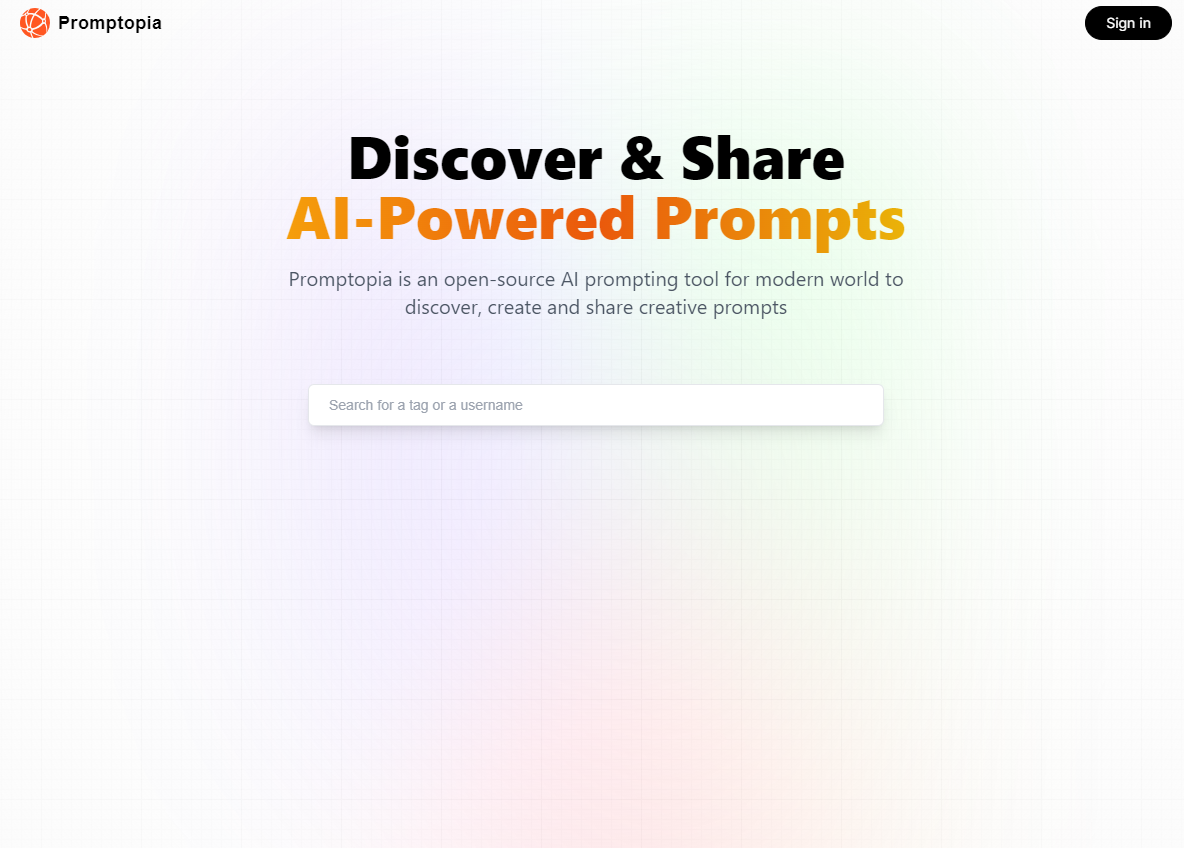 Promptopia
Sign in
Discover & Share
AI-Powered Prompts
Promptopia is an open-source AI prompting tool for modern world to
discover, create and share creative prompts
Search for a tag or a username